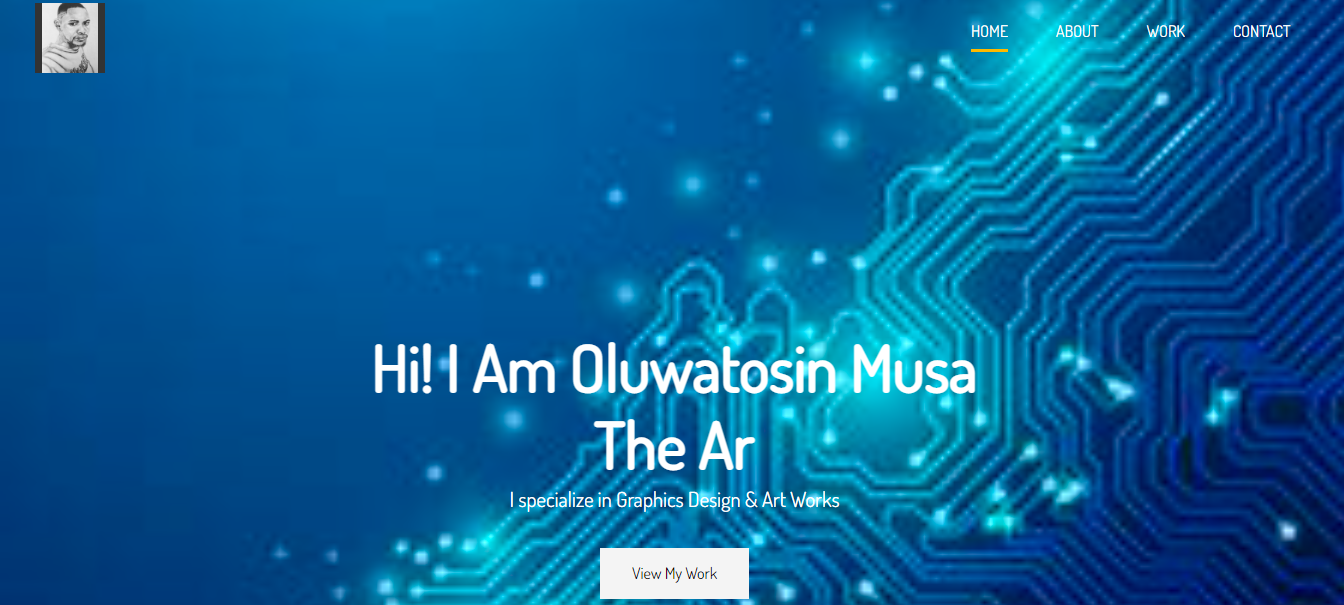 HOME ABOUT WORK CONTACT
Hi! I Am Oluwatosin Musa
The Ar
I specialize in Graphics Design & Art Works
View My Work